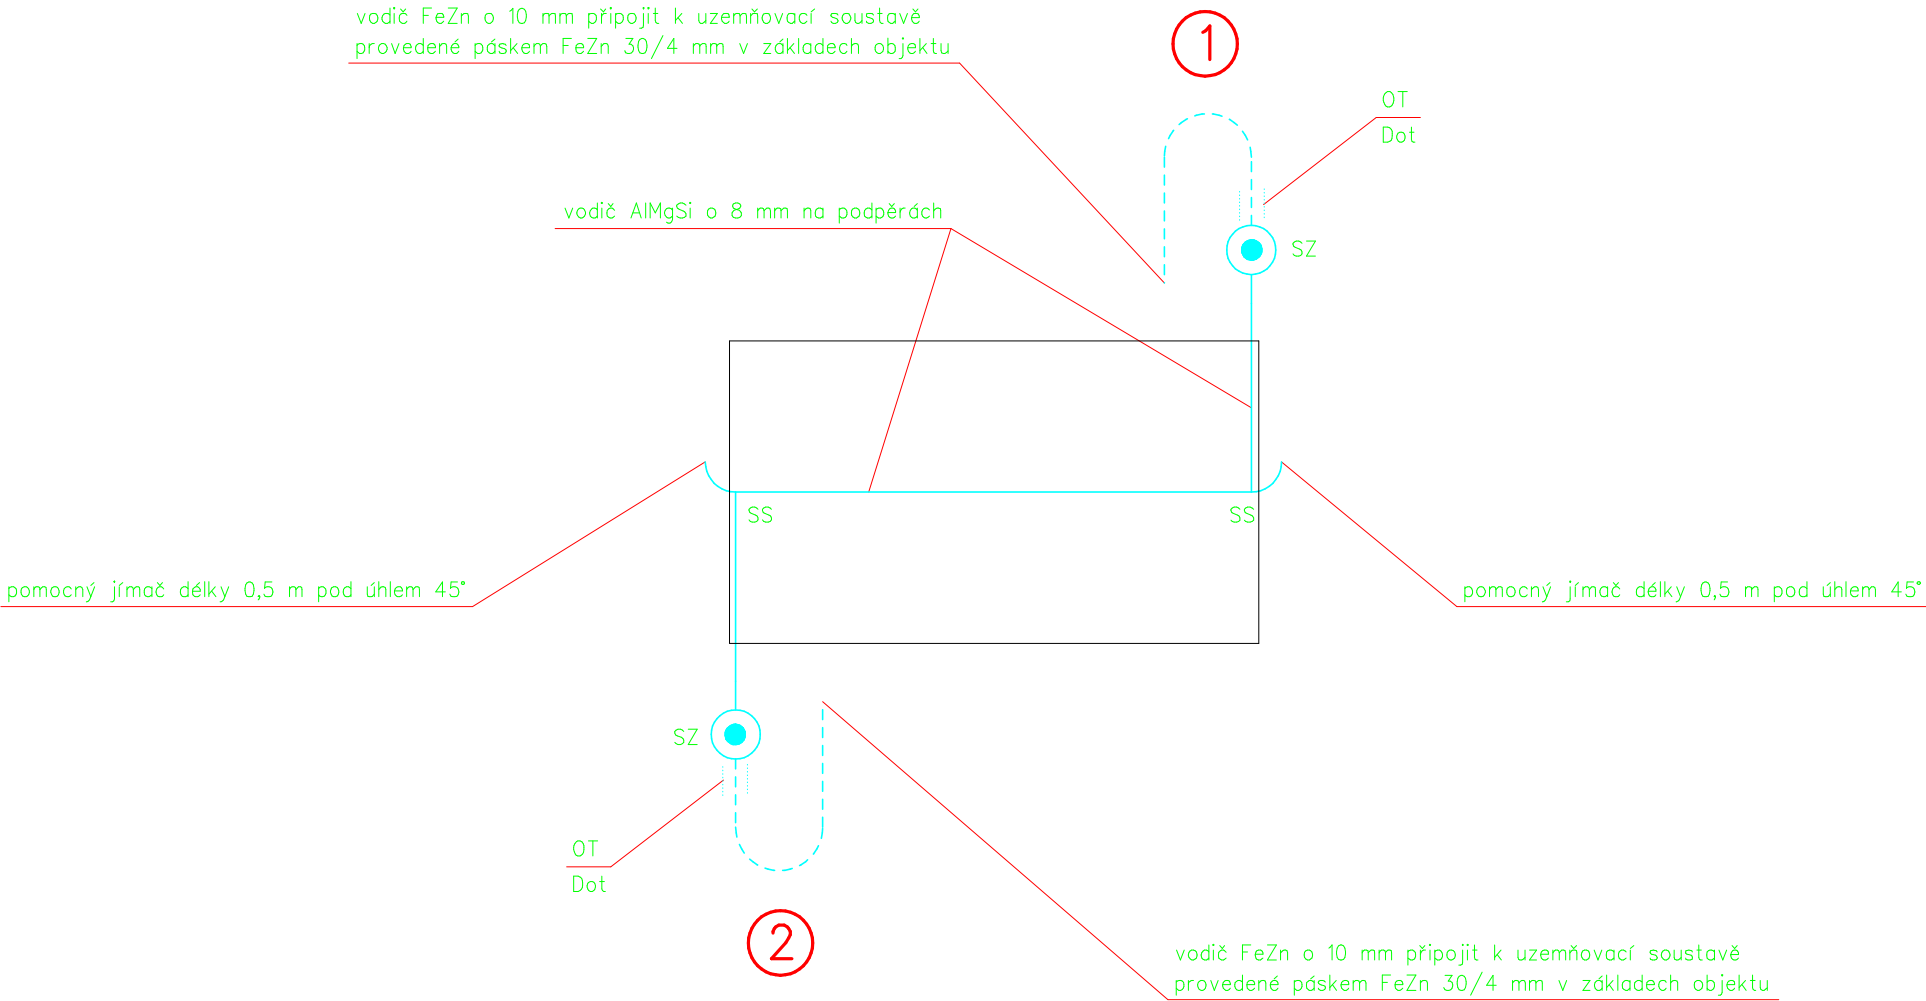 vodič FeZn o 10 mm připojit k uzemňovací soustavě
provedené páskem FeZn 30/4 mm v základech objektu
1
OT
Dot
vodič AlMgSi o 8 mm na podpěrách
SZ
SS
SS
pomocný jímač délky 0,5 m pod úhlem 45°
pomocný jímač délky 0,5 m pod úhlem 45°
SZ
OT
Dot
2
vodič FeZn o 10 mm připojit k uzemňovací soustavě
provedené páskem FeZn 30/4 mm v základech objektu